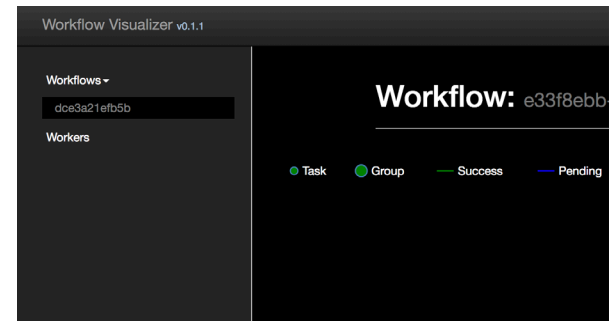 Workflow Visualizer v0.1.1
Workflows
dce3a21efb5b
Workers
Workflow: e33f8ebb-
Task Group Success Pending